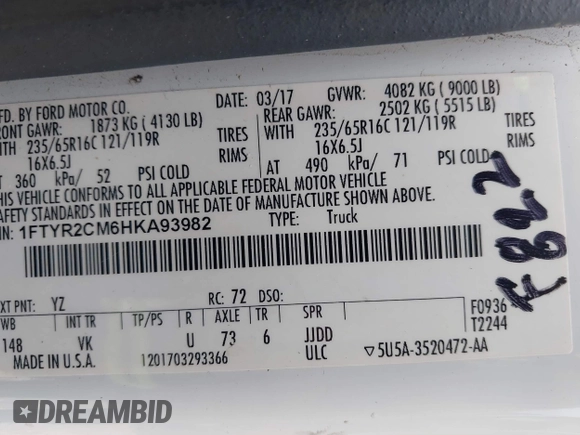 FD. BY FORD MOTOR CO.
DATE: 03/17 GVWR: 4082 KG ( 9000 LB)
RONT GAWR: 1873 KG ( 4130 LB) REAR GAWR: 2502 KG ( 5515 LB)
WITH 235/65R16C 121/119R TIRES WITH 235/65R16C 121/119R TIRES
16X6.5J RIMS 16X6.5J RIMS
AT 360 kPa/ 52 PSI COLD AT 490 kPa/ 71 PSI COLD
THIS VEHICLE CONFORMS TO ALL APPLICABLE FEDERAL MOTOR VEHICLE
SAFETY STANDARDS IN EFFECT ON THE DATE OF MANUFACTURE SHOWN ABOVE.
IN: 1FTYR2CM6HKA93982 TYPE: Truck
XT PNT: YZ RC: 72 DSO: F0936
WB INT TR TP/PS R AXLE TR SPR T2244
148 VK U 73 6 JJDD
ULC
MADE IN U.S.A. 1201703293366 ▽5U5A-3520472-AA
DREAMBID